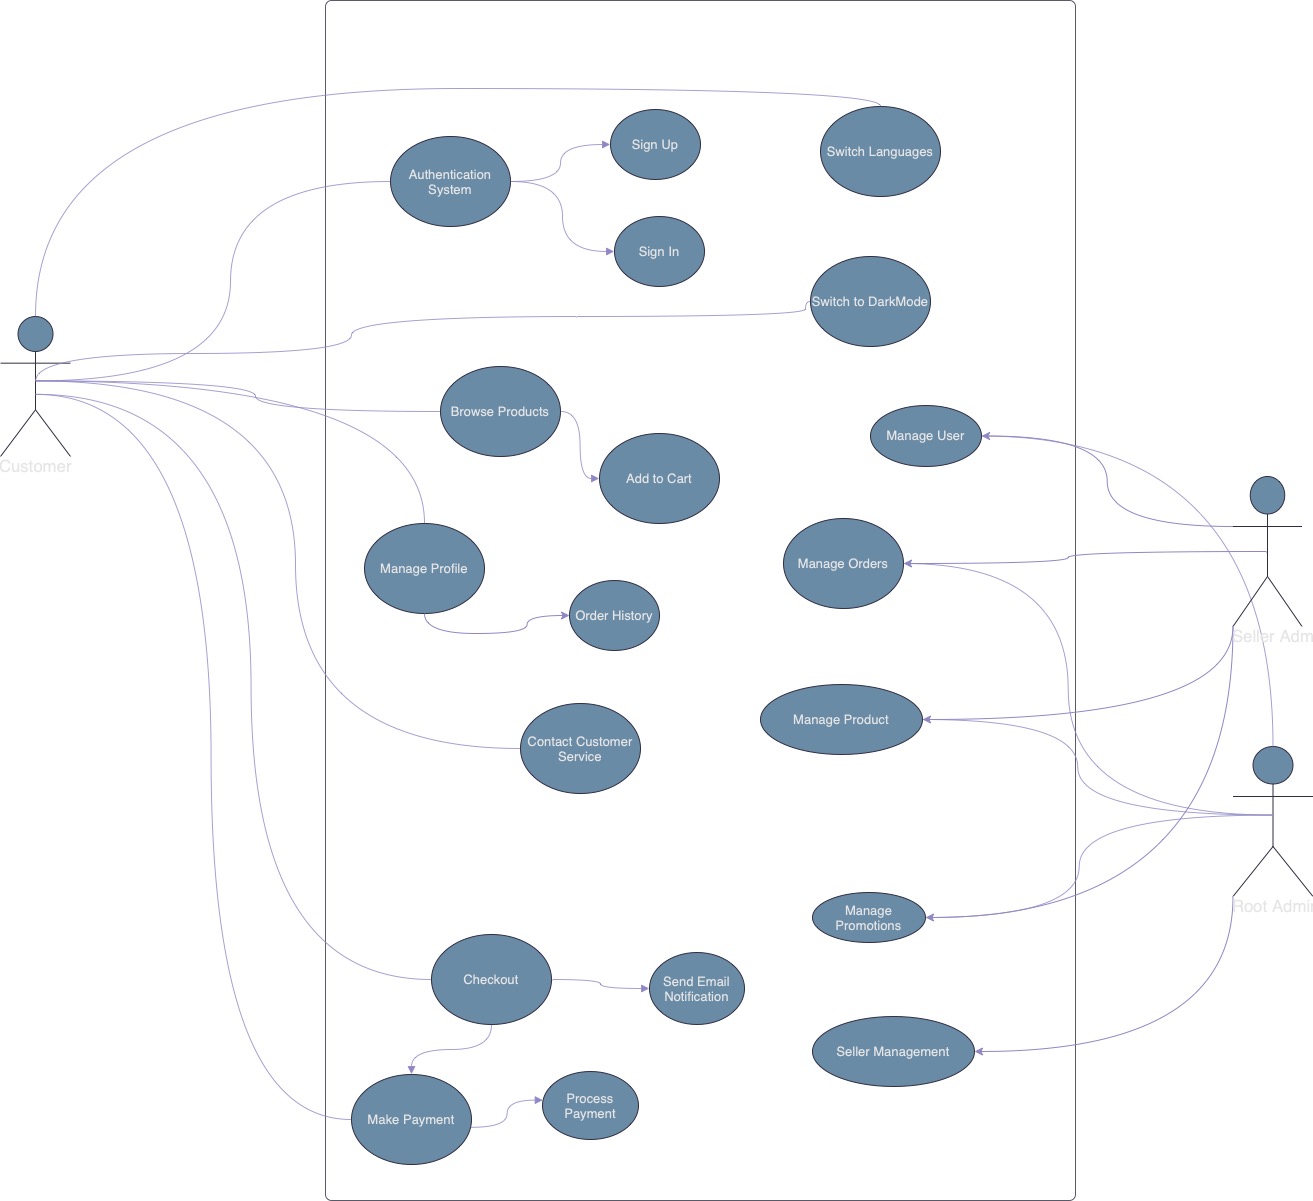 Sign Up
Switch Languages
Authentication
System
Sign In
Switch to DarkMode
Browse Products
Manage User
Customer
Add to Cart
Manage Orders
Manage Profile
Order History
Seller Adm
Manage Product
Contact Customer
Service
Root Admi
Manage
Promotions
Checkout
Send Email
Notification
Seller Management
Process
Payment
Make Payment